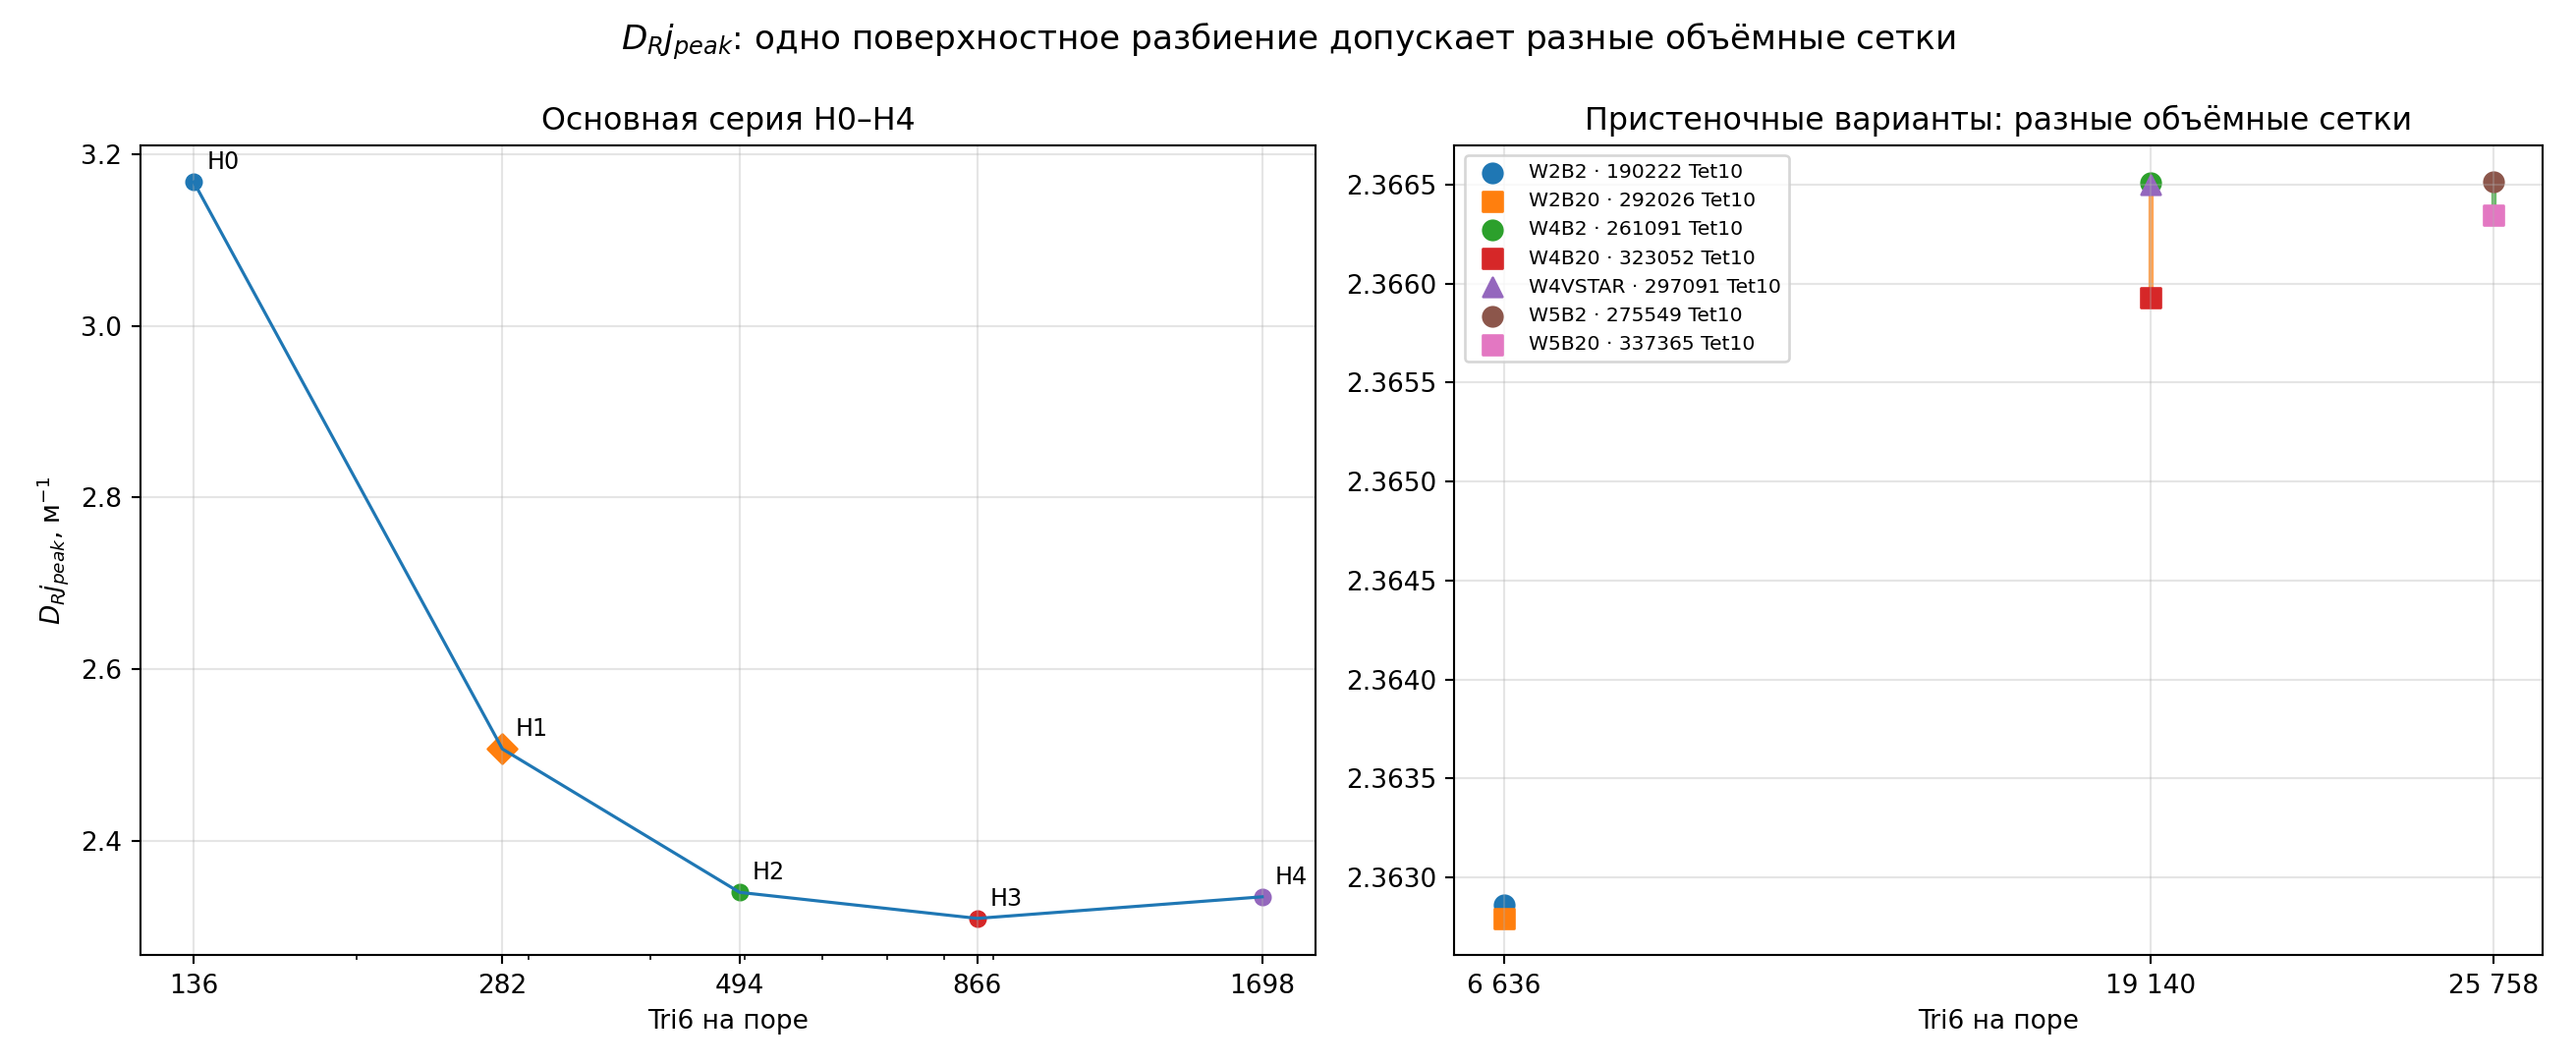 D_R j_peak: одно поверхностное разбиение допускает разные объёмные сетки
Основная серия H0–H4
3.2
3.0
2.8
2.6
2.4
D_R j_peak, м⁻¹
H0
H1
H2
H3
H4
136
282
494
866
1698
Tri6 на поре
Пристеночные варианты: разные объёмные сетки
2.3665
2.3660
2.3655
2.3650
2.3645
2.3640
2.3635
2.3630
W2B2 · 190222 Tet10
W2B20 · 292026 Tet10
W4B2 · 261091 Tet10
W4B20 · 323052 Tet10
W4VSTAR · 297091 Tet10
W5B2 · 275549 Tet10
W5B20 · 337365 Tet10
6 636
19 140
25 758
Tri6 на поре